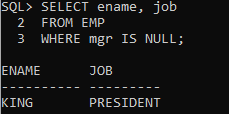 SQL> SELECT ename, job
  2  FROM EMP
  3  WHERE mgr IS NULL;
ENAME      JOB
---------- ---------
KING       PRESIDENT